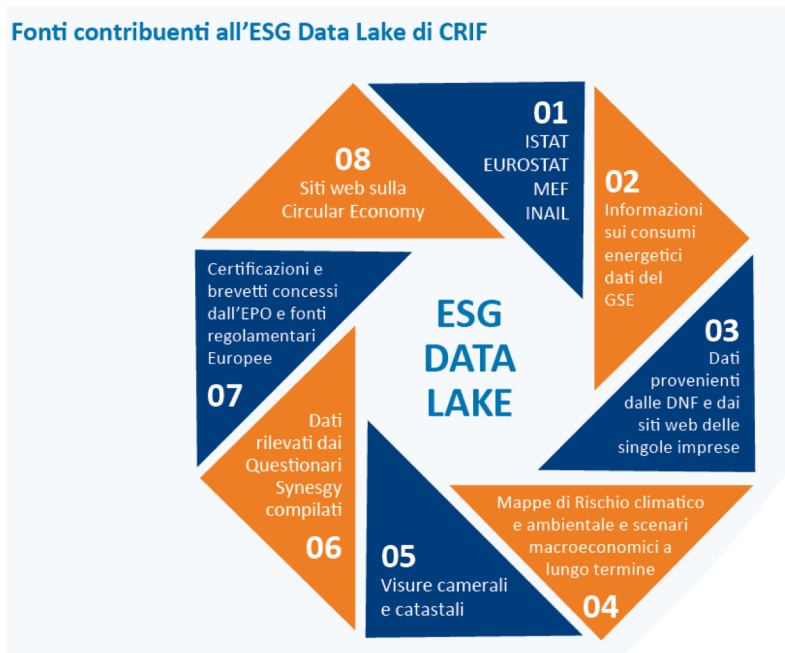 Fonti contribuenti all'ESG Data Lake di CRIF
01
ISTAT
EUROSTAT
MEF
INAIL
02
Informazioni
sui consumi
energetici
dati del
GSE
03
Dati
provenienti
dalle DNF e dai
siti web delle
singole imprese
Mappe di Rischio climatico
e ambientale e scenari
macroeconomici a
lungo termine
04
05
Visure camerali
e catastali
Dati
rilevati dai
Questionari
Synesgy
compilati
06
Certificazioni e
brevetti concessi
dall'EPO e fonti
regolamentari
Europee
07
08
Siti web sulla
Circular Economy
ESG
DATA
LAKE